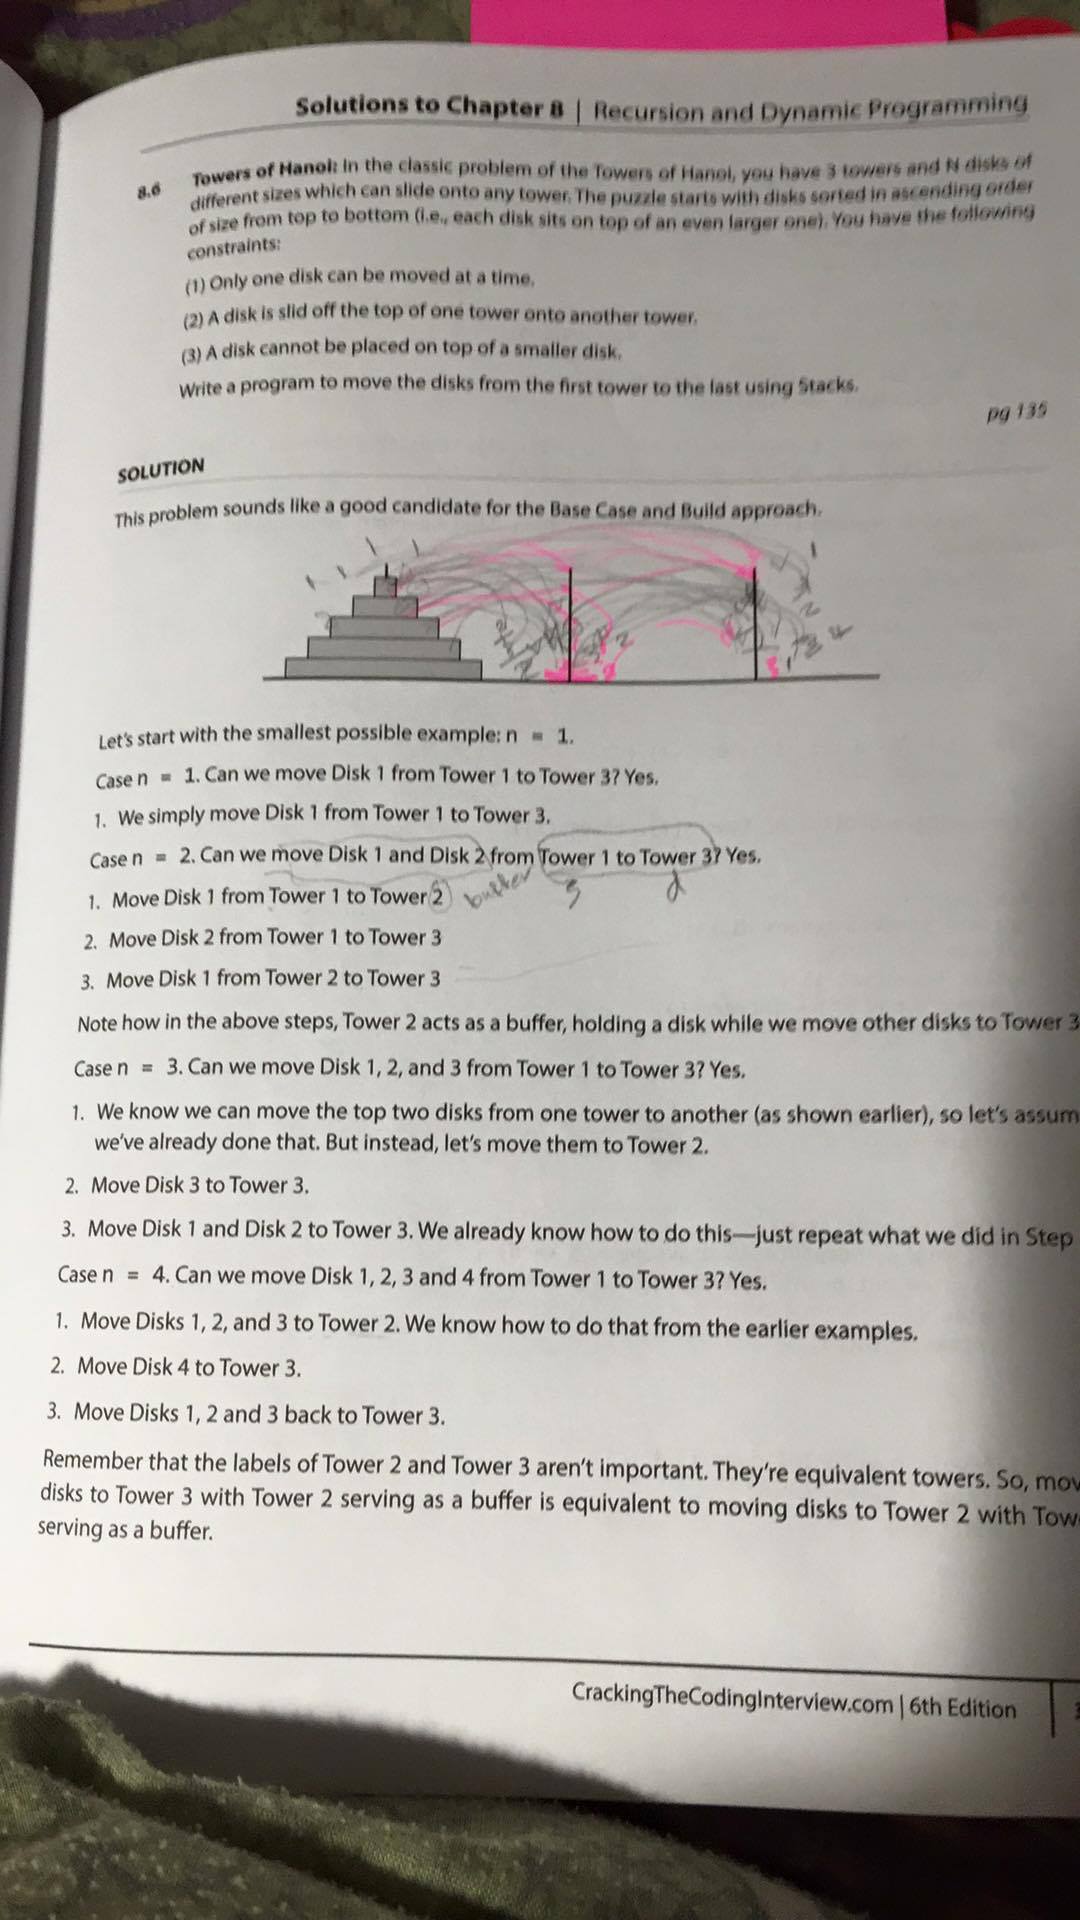 Solutions to Chapter 8 | Recursion and Dynamic Programming
8.6 Towers of Hanoi: In the classic problem of the Towers of Hanoi, you have 3 towers and N disks of
different sizes which can slide onto any tower. The puzzle starts with disks sorted in ascending order
of size from top to bottom (i.e., each disk sits on top of an even larger one). You have the following
constraints:
(1) Only one disk can be moved at a time.
(2) A disk is slid off the top of one tower onto another tower.
(3) A disk cannot be placed on top of a smaller disk.
Write a program to move the disks from the first tower to the last using Stacks.
pg 135
SOLUTION
This problem sounds like a good candidate for the Base Case and Build approach.
Let's start with the smallest possible example: n = 1.
Case n = 1. Can we move Disk 1 from Tower 1 to Tower 3? Yes.
1. We simply move Disk 1 from Tower 1 to Tower 3.
Case n = 2. Can we move Disk 1 and Disk 2 from Tower 1 to Tower 3? Yes.
1. Move Disk 1 from Tower 1 to Tower 2 buffer s d
2. Move Disk 2 from Tower 1 to Tower 3
3. Move Disk 1 from Tower 2 to Tower 3
Note how in the above steps, Tower 2 acts as a buffer, holding a disk while we move other disks to Tower 3
Case n = 3. Can we move Disk 1, 2, and 3 from Tower 1 to Tower 3? Yes.
1. We know we can move the top two disks from one tower to another (as shown earlier), so let's assum
we've already done that. But instead, let's move them to Tower 2.
2. Move Disk 3 to Tower 3.
3. Move Disk 1 and Disk 2 to Tower 3. We already know how to do this—just repeat what we did in Step
Case n = 4. Can we move Disk 1, 2, 3 and 4 from Tower 1 to Tower 3? Yes.
1. Move Disks 1, 2, and 3 to Tower 2. We know how to do that from the earlier examples.
2. Move Disk 4 to Tower 3.
3. Move Disks 1, 2 and 3 back to Tower 3.
Remember that the labels of Tower 2 and Tower 3 aren't important. They're equivalent towers. So, mov
disks to Tower 3 with Tower 2 serving as a buffer is equivalent to moving disks to Tower 2 with Tow
serving as a buffer.
CrackingTheCodingInterview.com | 6th Edition